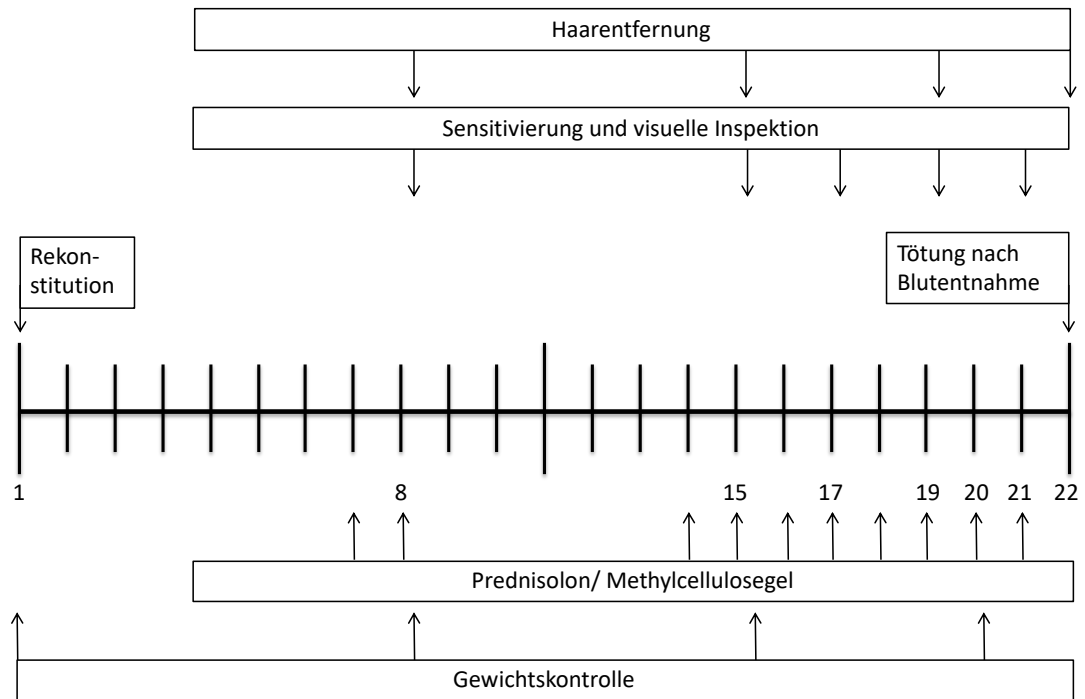 Haarentfernung
Sensitivierung und visuelle Inspektion
Rekon-
stitution
Tötung nach
Blutentnahme
1 8 15 17 19 20 21 22
Prednisolon/ Methylcellulosegel
Gewichtskontrolle